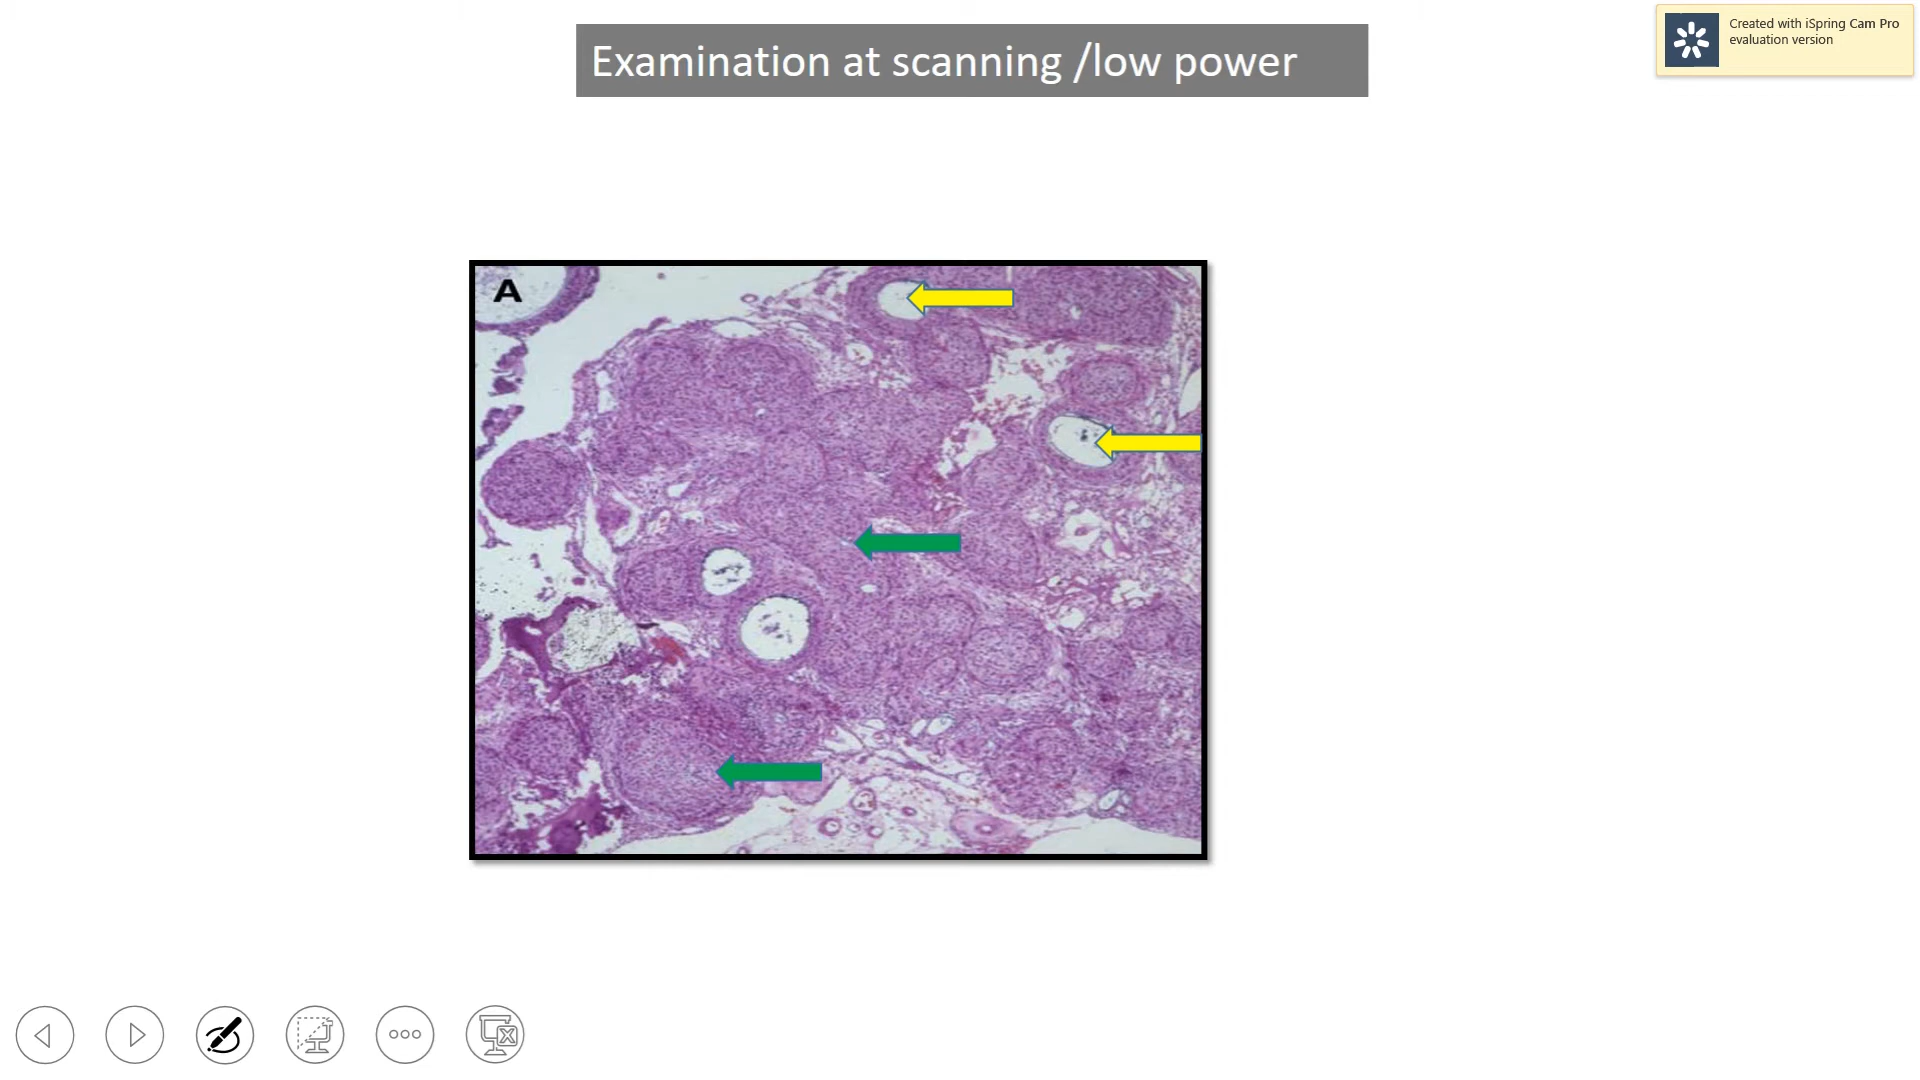 Examination at scanning /low power
Created with iSpring Cam Pro
evaluation version
A